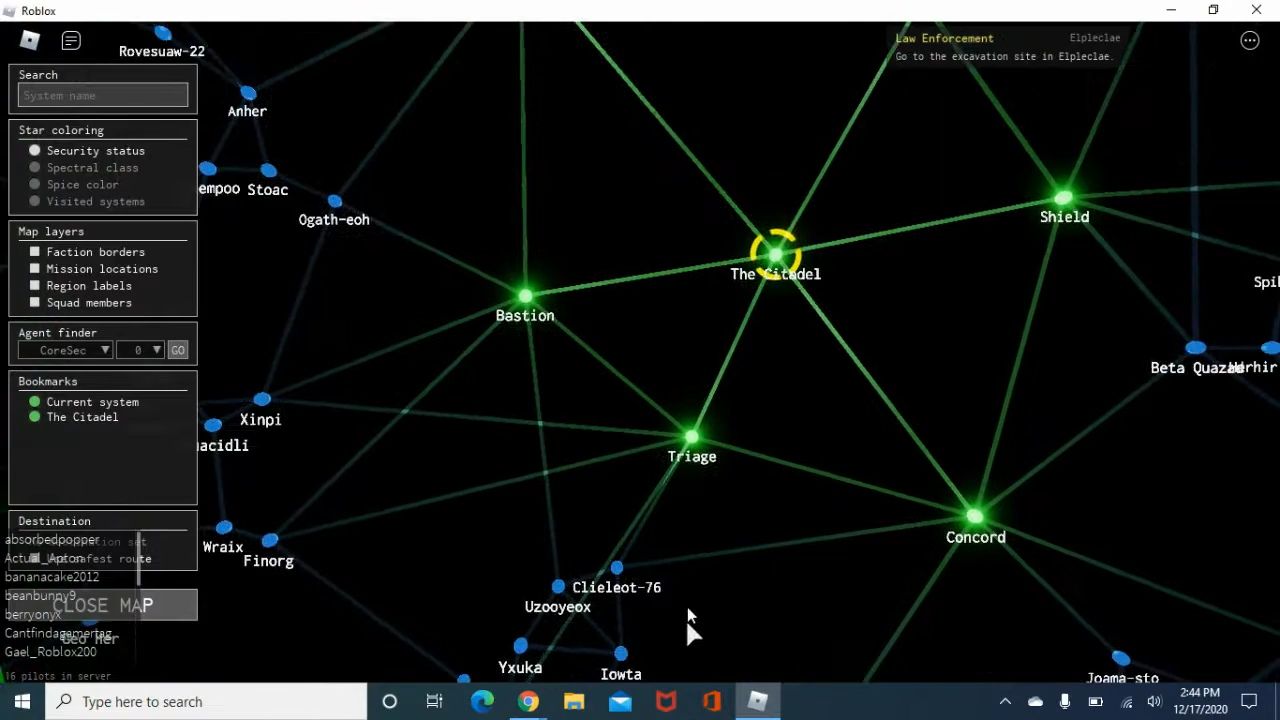 Roblox
Rovesuaw-22
Law Enforcement
Elpleclae
Go to the excavation site in Elpleclae.
Search
System name
Anher
Star coloring
Security status
Spectral class
Spice color
Visited systems
Stoac
Ogath-eoh
Shield
Map layers
Faction borders
Mission locations
Region labels
Squad members
The Citadel
Bastion
Agent finder
CoreSec
0
GO
Beta
Bookmarks
Current system
The Citadel
Xinpi
Triage
Destination
absorbedpopper
bananacake2012
beanbunny9
berryonyx
Cantfindagamertag
Gael_Roblox200
CLOSE MAP
safest route
Wraix
Finorg
Concord
Clieleot-76
Uzooyeox
Yxuka
Iowta
Joama-sto
16 pilots in server
Type here to search
2:44 PM
12/17/2020